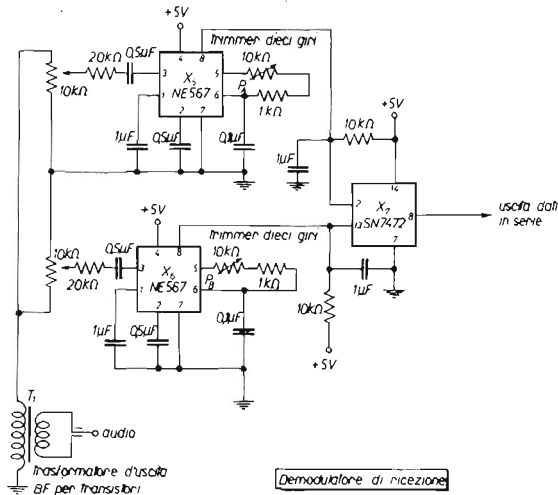 +5V
Trimmer dieci giri
20kΩ
0,5µF
4
8
10kΩ
10kΩ
3
X5
NE567
5
6
1
2
7
1kΩ
+5V
10kΩ
1µF
0,5µF
0,1µF
1µF
14
2
X7
SN7472
13
8
7
uscita dati
in serie
+5V
Trimmer dieci giri
10kΩ
0,5µF
4
8
10kΩ
20kΩ
3
X6
NE567
5
PB
6
1
2
7
1kΩ
1µF
10kΩ
1µF
0,5µF
0,1µF
+5V
T1
audio
trasformatore d'uscita
BF per transistori
Demodulatore di ricezione